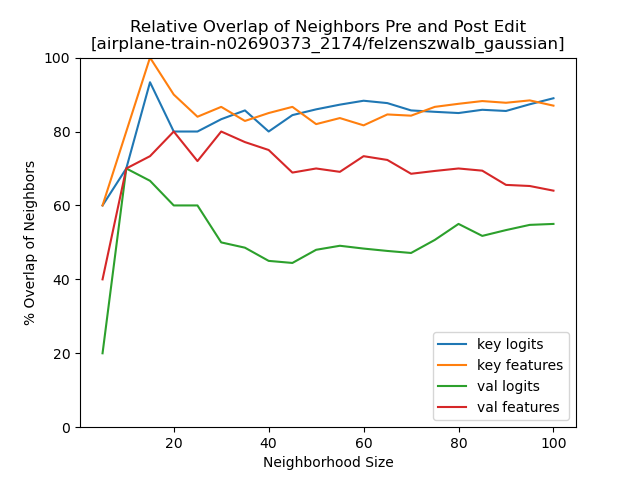 Relative Overlap of Neighbors Pre and Post Edit
[airplane-train-n02690373_2174/felzenszwalb_gaussian]
100
80
60
40
20
0
% Overlap of Neighbors
key logits
key features
val logits
val features
20 40 60 80 100
Neighborhood Size